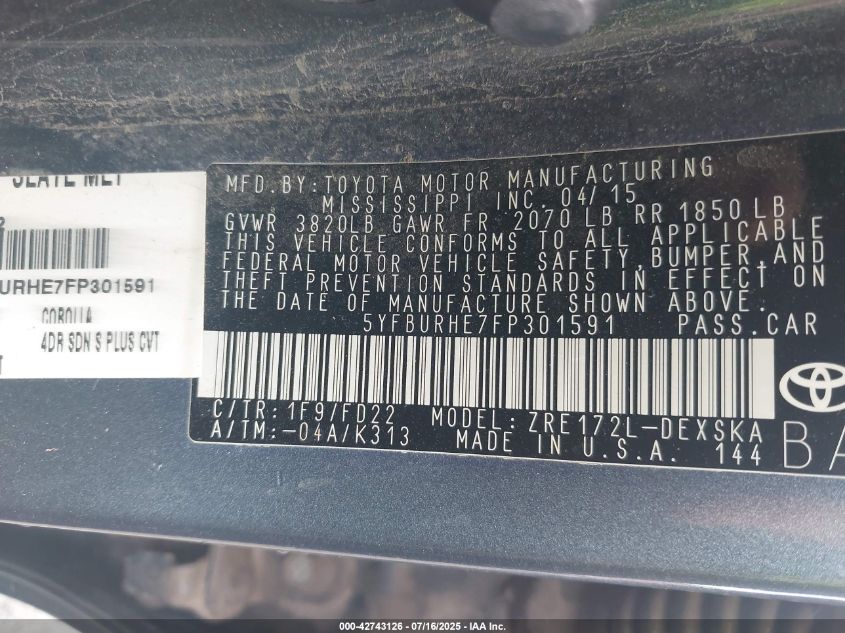 SLATE MET
MFD. BY: TOYOTA MOTOR MANUFACTURING
MISSISSIPPI INC. 04/15
GVWR 3820LB GAWR FR 2070 LB RR 1850 LB
THIS VEHICLE CONFORMS TO ALL APPLICABLE
FEDERAL MOTOR VEHICLE SAFETY, BUMPER, AND
THEFT PREVENTION STANDARDS IN EFFECT ON
THE DATE OF MANUFACTURE SHOWN ABOVE.
5YFBURHE7FP301591 PASS. CAR
URHE7FP301591
COROLLA
4DR SDN S PLUS CVT
C/TR: 1F9/FD22 MODEL: ZRE172L-DEXSKA
A/TM: -04A/K313 MADE IN U.S.A. 144
BA
000-42743126 - 07/16/2025 - IAA Inc.